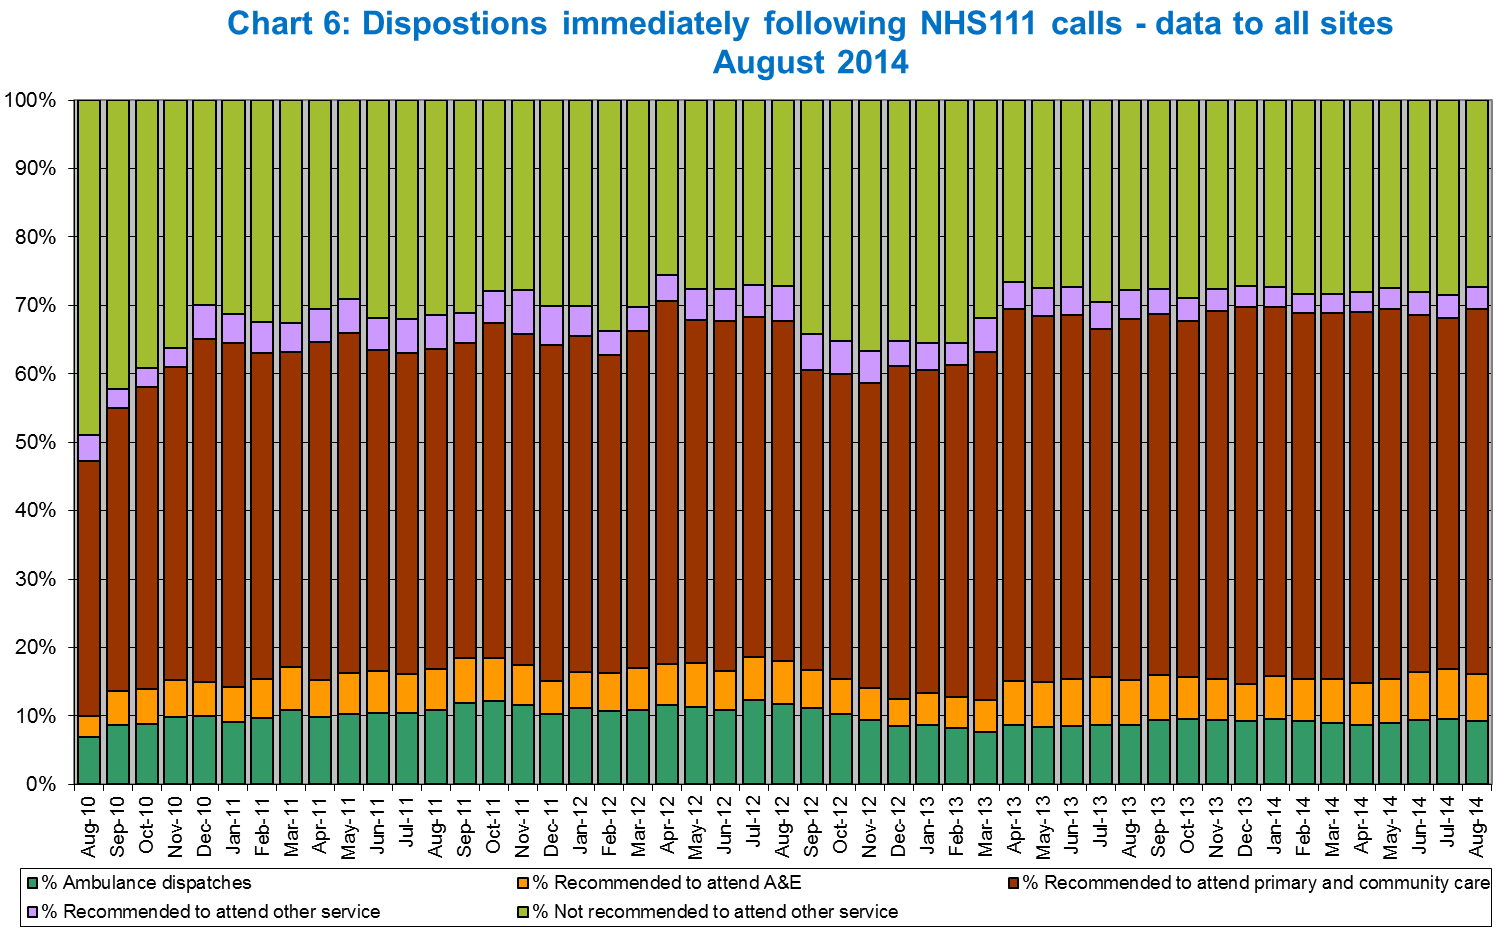 Chart 6: Dispostions immediately following NHS111 calls - data to all sites
August 2014
100%
90%
80%
70%
60%
50%
40%
30%
20%
10%
0%
Aug-10
Sep-10
Oct-10
Nov-10
Dec-10
Jan-11
Feb-11
Mar-11
Apr-11
May-11
Jun-11
Jul-11
Aug-11
Sep-11
Oct-11
Nov-11
Dec-11
Jan-12
Feb-12
Mar-12
Apr-12
May-12
Jun-12
Jul-12
Aug-12
Sep-12
Oct-12
Nov-12
Dec-12
Jan-13
Feb-13
Mar-13
Apr-13
May-13
Jun-13
Jul-13
Aug-13
Sep-13
Oct-13
Nov-13
Dec-13
Jan-14
Feb-14
Mar-14
Apr-14
May-14
Jun-14
Jul-14
Aug-14
% Ambulance dispatches
% Recommended to attend A&E
% Recommended to attend primary and community care
% Recommended to attend other service
% Not recommended to attend other service